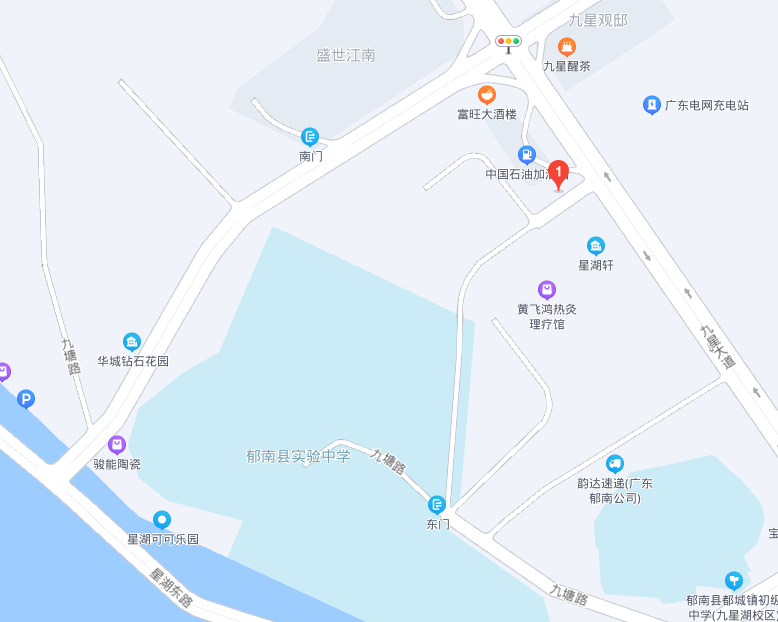 九星观邸
盛世江南
九星醒茶
广东电网充电站
富旺大酒楼
南门
中国石油加
1
星湖轩
黄飞鸿热灸
理疗馆
九塘路
华城钻石花园
九星大道
P
郁南县实验中学
九塘路
骏能陶瓷
韵达速递(广东
郁南公司)
东门
星湖可可乐园
宝
星湖东路
九塘路
郁南县都城镇初级
中学(九星湖校区)